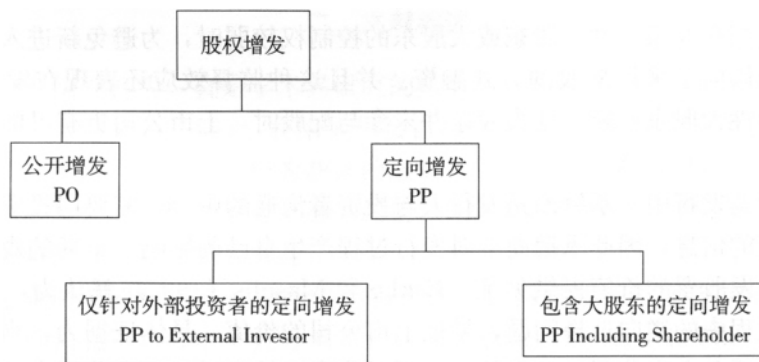 股权增发
公开增发
PO
定向增发
PP
仅针对外部投资者的定向增发
PP to External Investor
包含大股东的定向增发
PP Including Shareholder